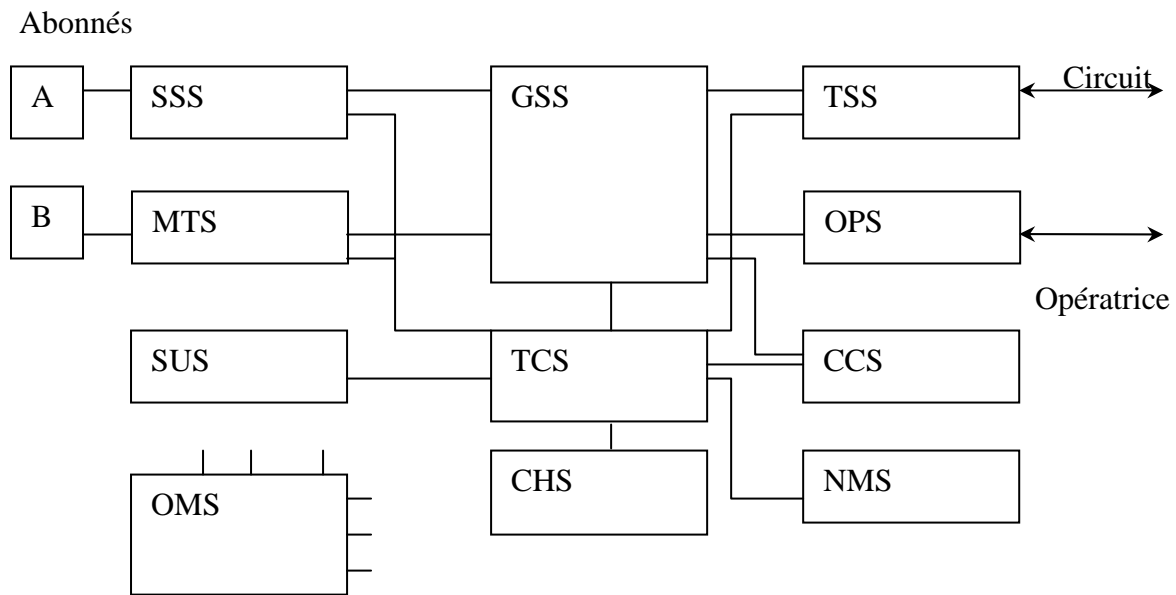 Abonnés
A
SSS
GSS
TSS
Circuit
B
MTS
OPS
Opératrice
SUS
TCS
CCS
OMS
CHS
NMS